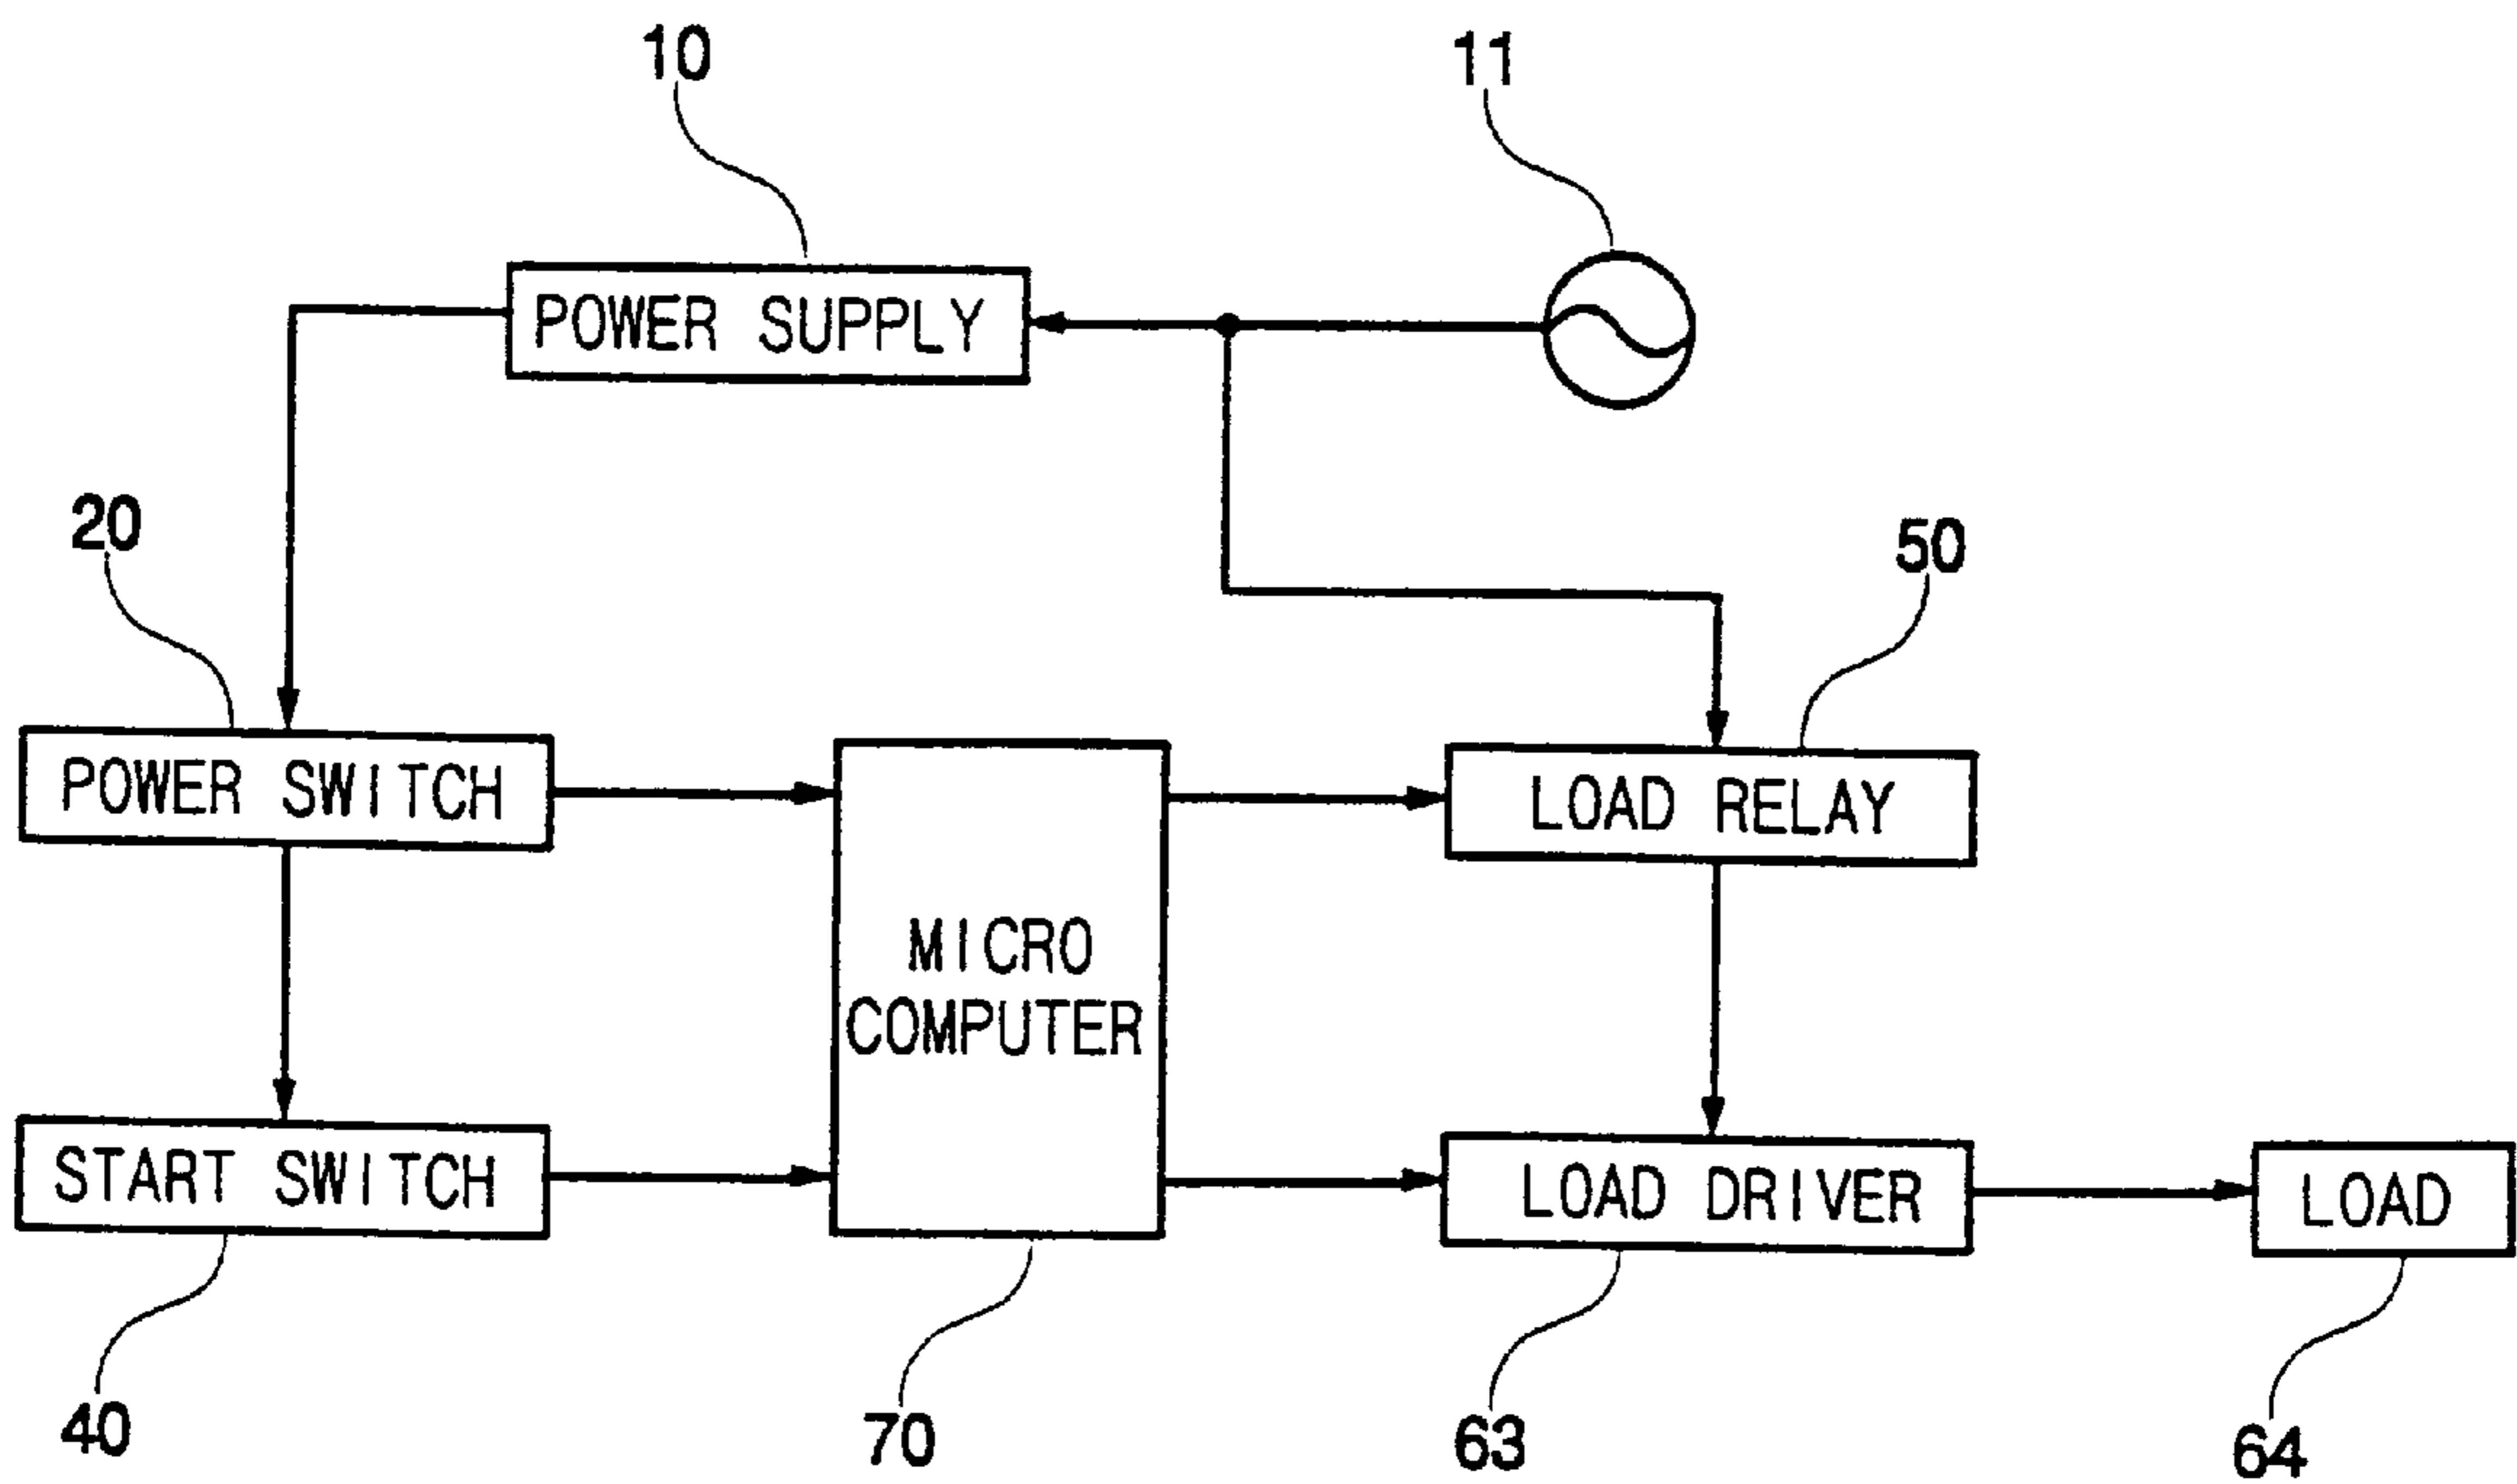 10
11
POWER SUPPLY
20
50
POWER SWITCH
LOAD RELAY
MICRO
COMPUTER
START SWITCH
LOAD DRIVER
LOAD
40
70
63
64